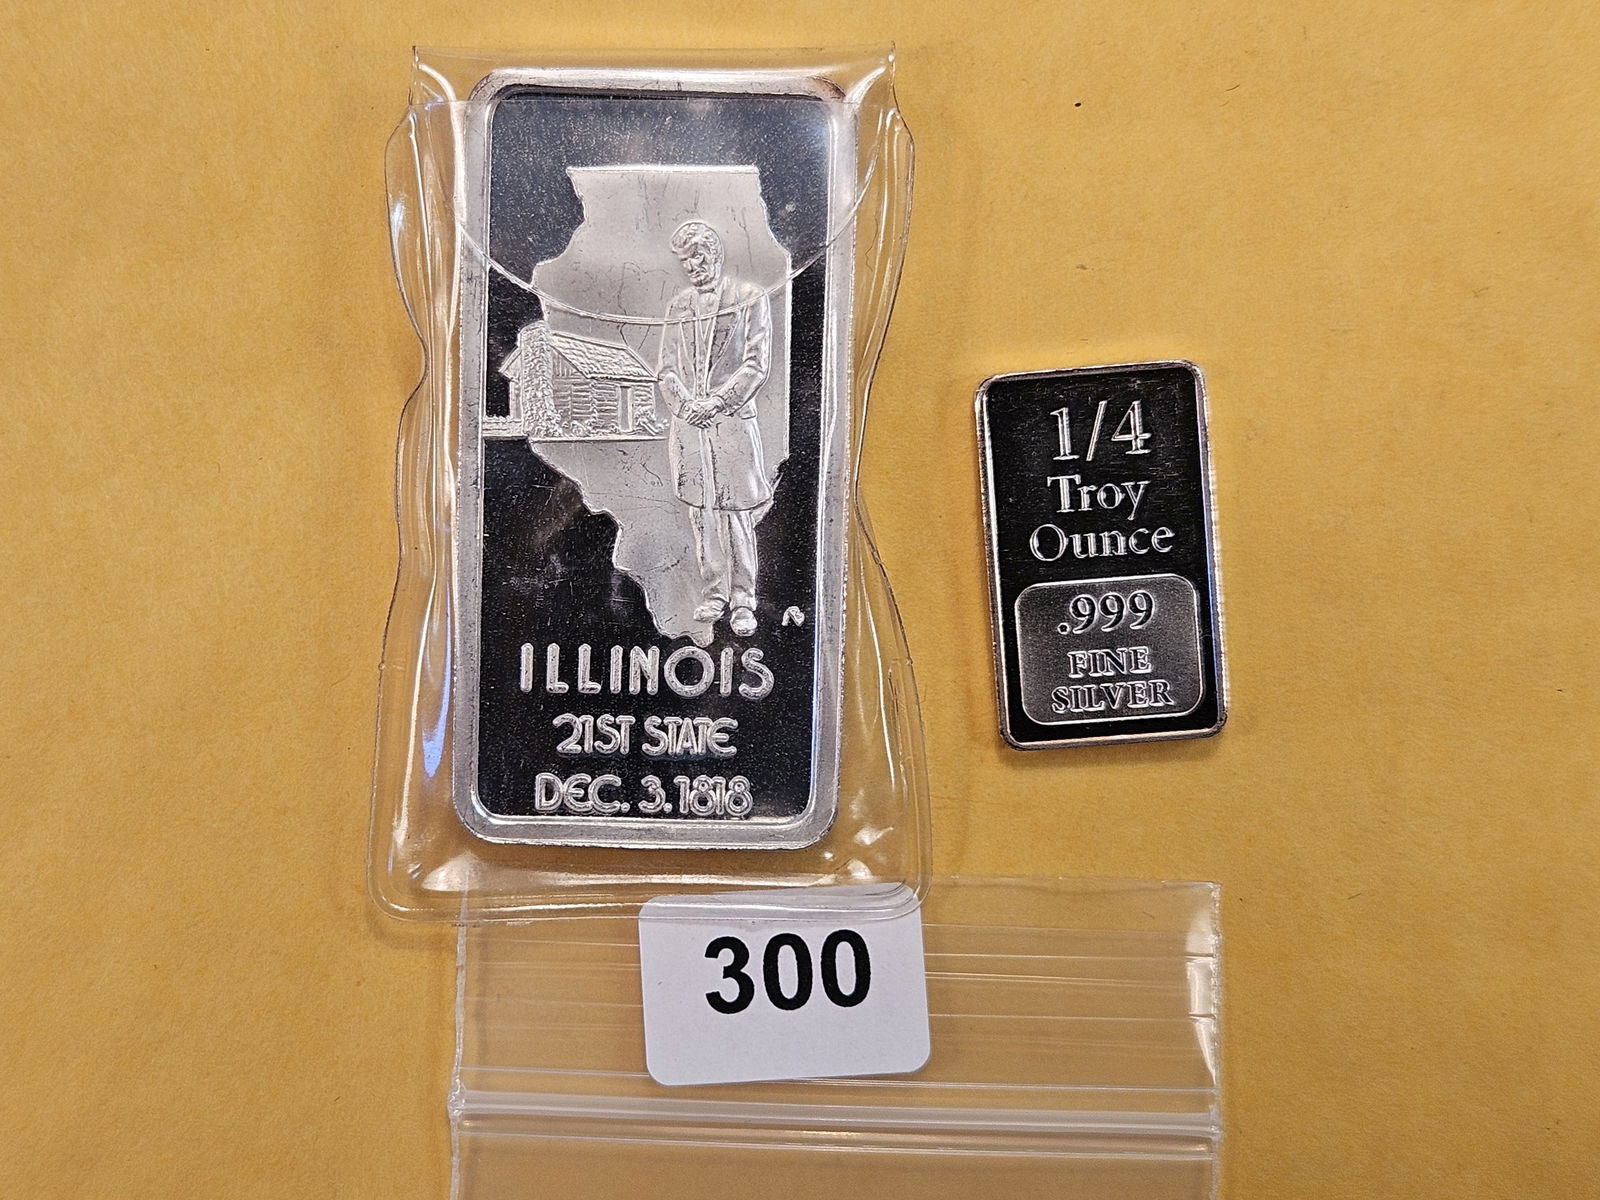 ILLINOIS
21ST STATE
DEC. 3. 1818
1/4
Troy
Ounce
.999
FINE
SILVER
300